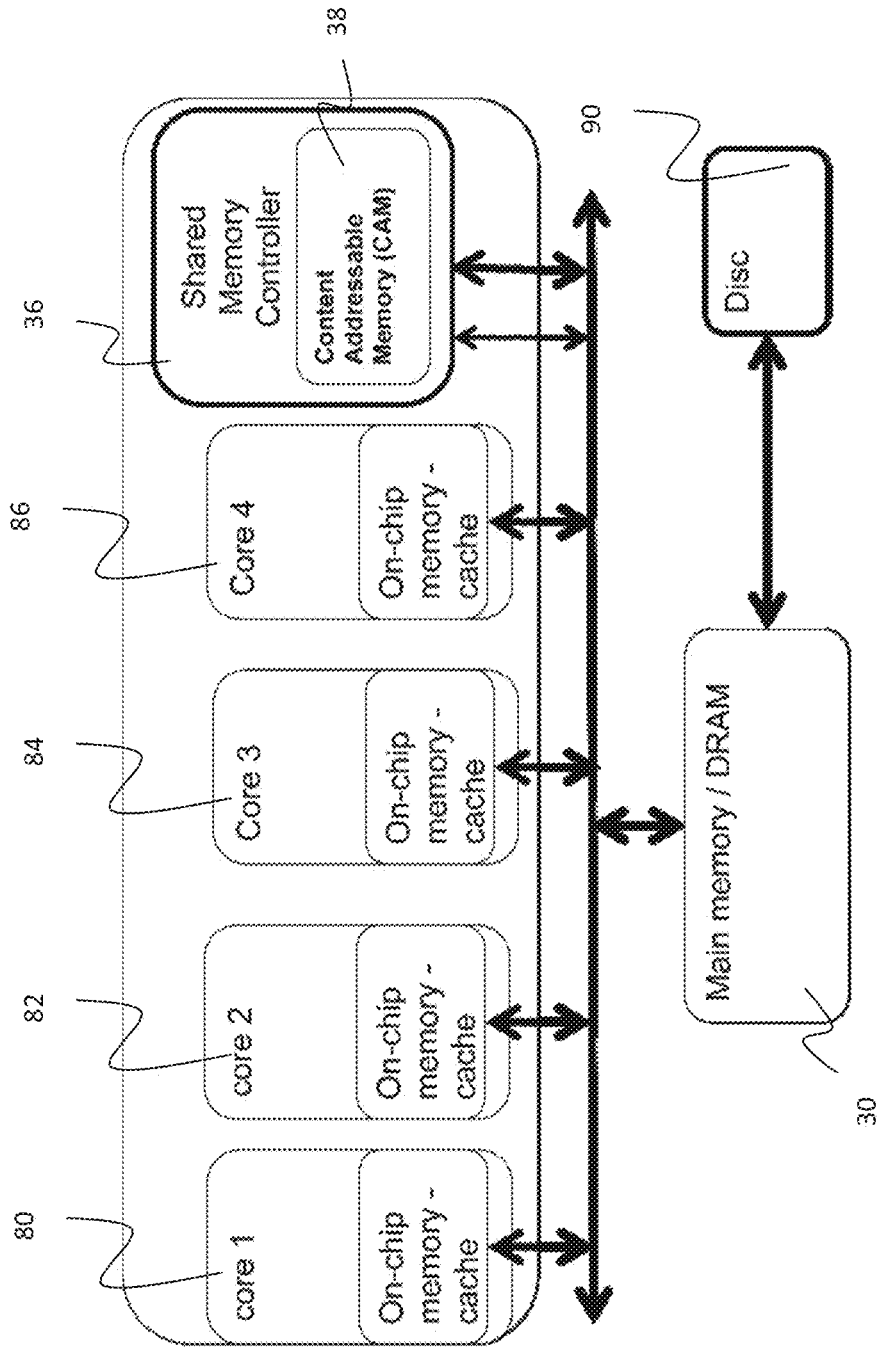 80
82
84
86
36
38
core 1
On-chip
memory -
cache
core 2
On-chip
memory -
cache
Core 3
On-chip
memory -
cache
Core 4
On-chip
memory -
cache
Shared
Memory
Controller
Content
Addressable
Memory (CAM)
Main memory / DRAM
Disc
30
90